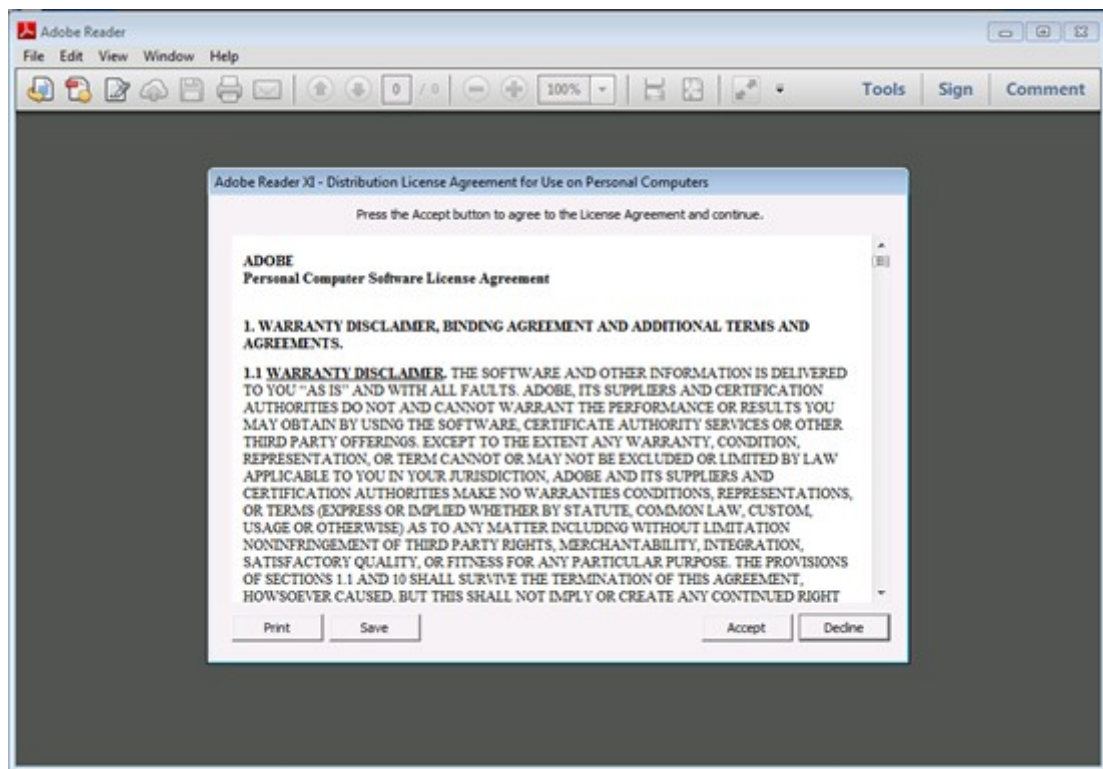 Adobe Reader
File Edit View Window Help
0 / 0 100% Tools Sign Comment
Adobe Reader XI - Distribution License Agreement for Use on Personal Computers
Press the Accept button to agree to the License Agreement and continue.
ADOBE
Personal Computer Software License Agreement
1. WARRANTY DISCLAIMER, BINDING AGREEMENT AND ADDITIONAL TERMS AND
AGREEMENTS.
1.1 WARRANTY DISCLAIMER. THE SOFTWARE AND OTHER INFORMATION IS DELIVERED
TO YOU “AS IS” AND WITH ALL FAULTS. ADOBE, ITS SUPPLIERS AND CERTIFICATION
AUTHORITIES DO NOT AND CANNOT WARRANT THE PERFORMANCE OR RESULTS YOU
MAY OBTAIN BY USING THE SOFTWARE, CERTIFICATE AUTHORITY SERVICES OR OTHER
THIRD PARTY OFFERINGS. EXCEPT TO THE EXTENT ANY WARRANTY, CONDITION,
REPRESENTATION, OR TERM CANNOT OR MAY NOT BE EXCLUDED OR LIMITED BY LAW
APPLICABLE TO YOU IN YOUR JURISDICTION, ADOBE AND ITS SUPPLIERS AND
CERTIFICATION AUTHORITIES MAKE NO WARRANTIES CONDITIONS, REPRESENTATIONS,
OR TERMS (EXPRESS OR IMPLIED WHETHER BY STATUTE, COMMON LAW, CUSTOM,
USAGE OR OTHERWISE) AS TO ANY MATTER INCLUDING WITHOUT LIMITATION
NONINFRINGEMENT OF THIRD PARTY RIGHTS, MERCHANTABILITY, INTEGRATION,
SATISFACTORY QUALITY, OR FITNESS FOR ANY PARTICULAR PURPOSE. THE PROVISIONS
OF SECTIONS 1.1 AND 10 SHALL SURVIVE THE TERMINATION OF THIS AGREEMENT,
HOWSOEVER CAUSED, BUT THIS SHALL NOT IMPLY OR CREATE ANY CONTINUED RIGHT
Print Save Accept Decline